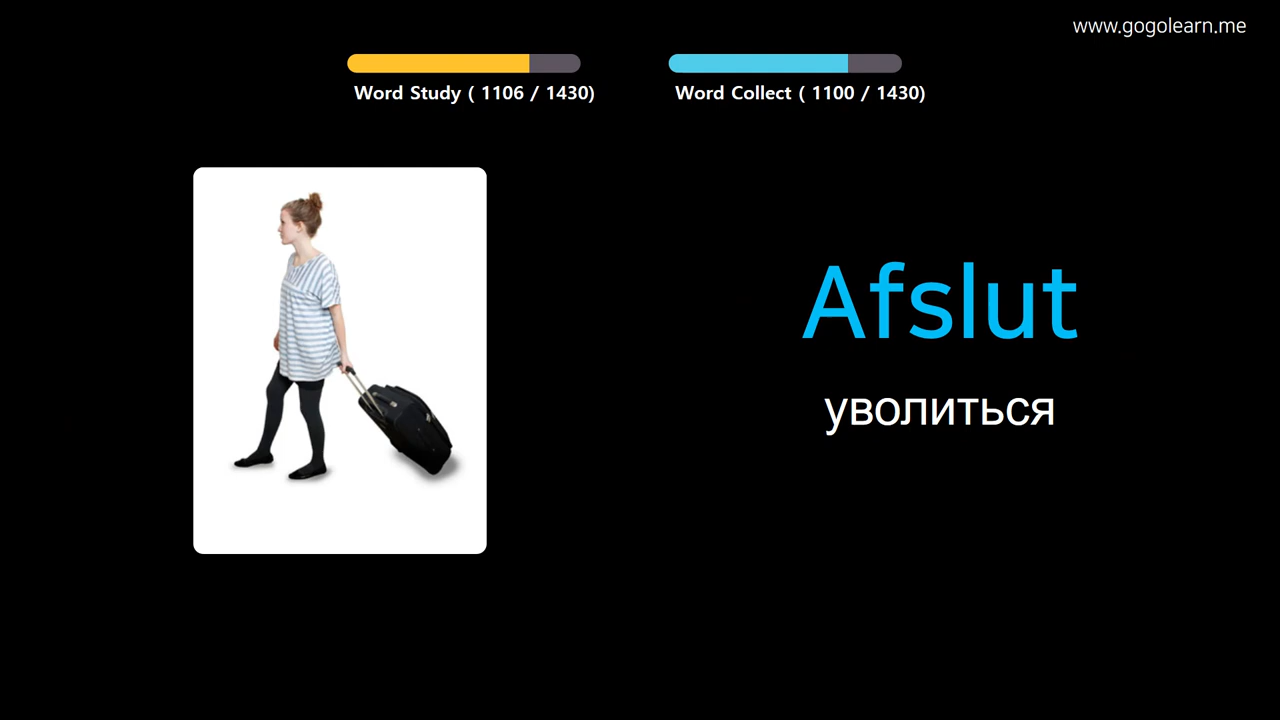 www.gogolearn.me
Word Study ( 1106 / 1430)
Word Collect ( 1100 / 1430)
Afslut
уволиться